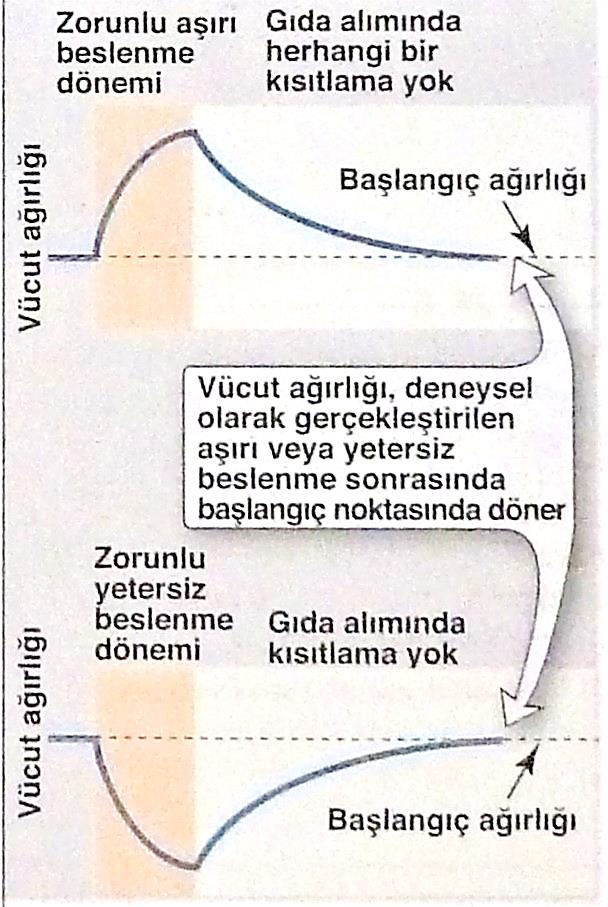 Zorunlu aşırı
beslenme
dönemi
Gıda alımında
herhangi bir
kısıtlama yok
Vücut ağırlığı
Başlangıç ağırlığı
Vücut ağırlığı, deneysel
olarak gerçekleştirilen
aşırı veya yetersiz
beslenme sonrasında
başlangıç noktasında döner
Zorunlu
yetersiz
beslenme
dönemi
Gıda alımında
kısıtlama yok
Vücut ağırlığı
Başlangıç ağırlığı